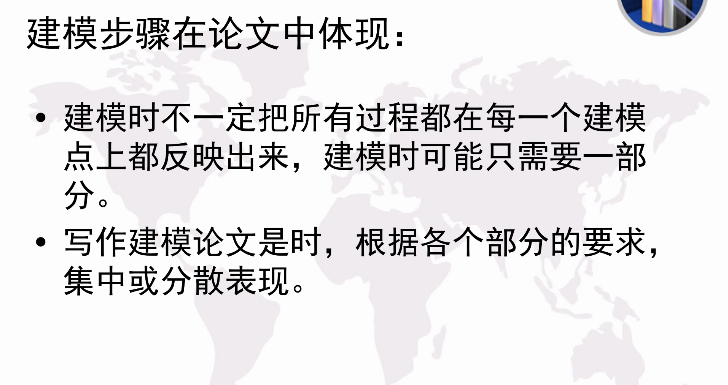 建模步骤在论文中体现：
• 建模时不一定把所有过程都在每一个建模
点上都反映出来，建模时可能只需要一部
分。
• 写作建模论文是时，根据各个部分的要求，
集中或分散表现。